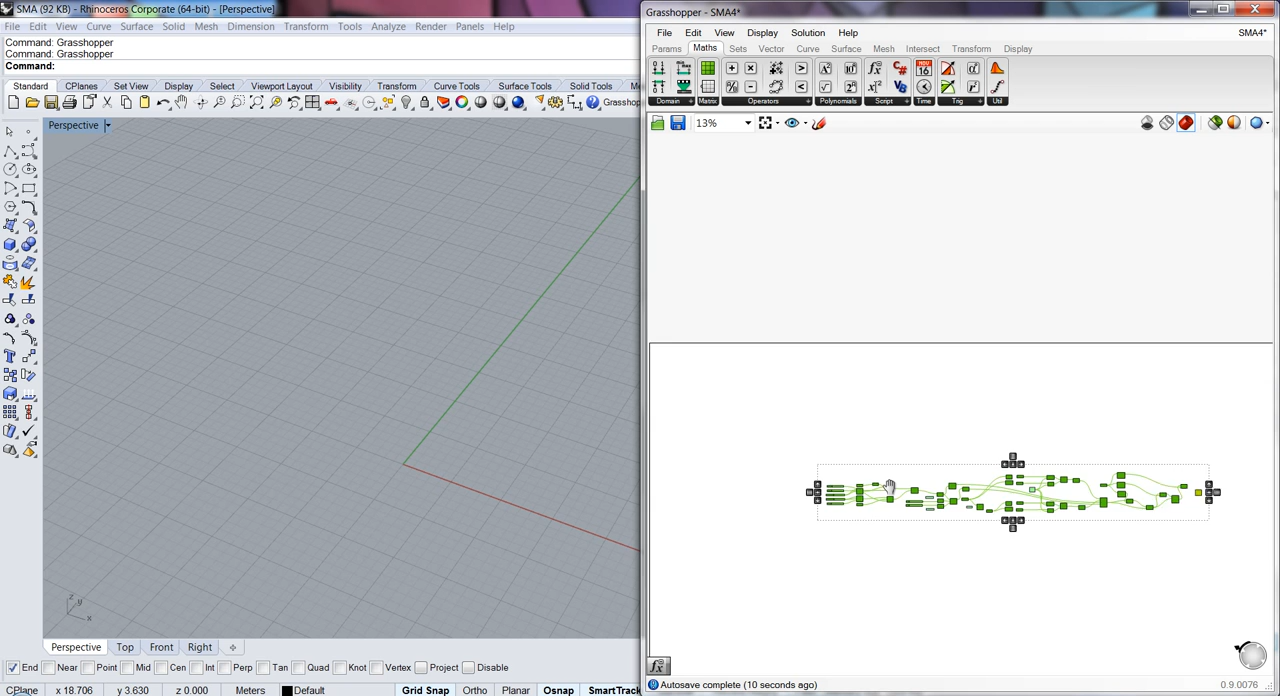 SMA (92 KB) - Rhinoceros Corporate (64-bit) - [Perspective]
File Edit View Curve Surface Solid Mesh Dimension Transform Tools Analyze Render Panels Help
Command: Grasshopper
Command: Grasshopper
Command:
Standard CPlanes Set View Display Select Viewport Layout Visibility Transform Curve Tools Surface Tools Solid Tools Me
Grasshop
Perspective
z
y
x
Perspective Top Front Right
End Near Point Mid Cen Int Perp Tan Quad Knot Vertex Project Disable
CPlane x 18.706 y 3.630 z 0.000 Meters Default Grid Snap Ortho Planar Osnap SmartTrack
Grasshopper - SMA4*
File Edit View Display Solution Help SMA4*
Params Maths Sets Vector Curve Surface Mesh Intersect Transform Display
Domain Matrix Operators Polynomials Script Time Trig Util
13%
Autosave complete (10 seconds ago) 0.9.0076